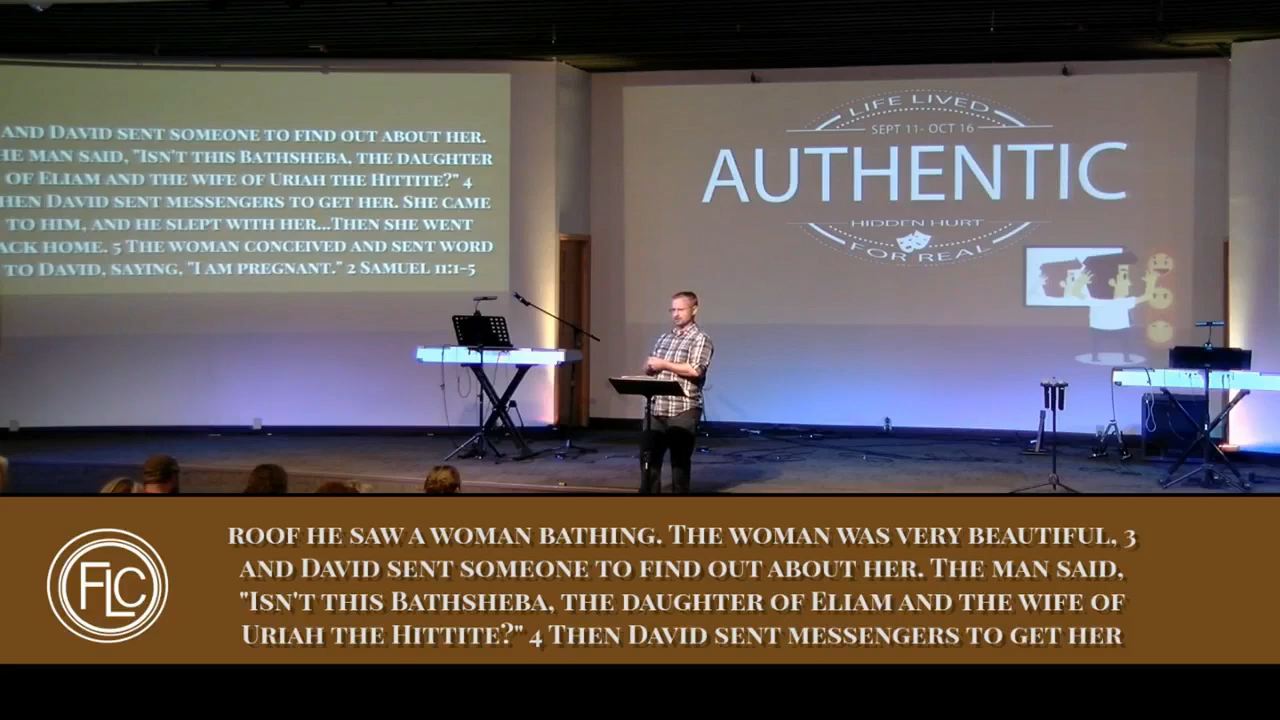 AND DAVID SENT SOMEONE TO FIND OUT ABOUT HER.
HE MAN SAID, "ISN'T THIS BATHSHEBA, THE DAUGHTER
OF ELIAM AND THE WIFE OF URIAH THE HITTITE?" 4
HEN DAVID SENT MESSENGERS TO GET HER. SHE CAME
TO HIM, AND HE SLEPT WITH HER...THEN SHE WENT
ACK HOME. 5 THE WOMAN CONCEIVED AND SENT WORD
TO DAVID, SAYING, "I AM PREGNANT." 2 SAMUEL 11:1-5
LIFE LIVED
SEPT 11- OCT 16
AUTHENTIC
HIDDEN HURT
FOR REAL
FLC
ROOF HE SAW A WOMAN BATHING. THE WOMAN WAS VERY BEAUTIFUL, 3
AND DAVID SENT SOMEONE TO FIND OUT ABOUT HER. THE MAN SAID,
"ISN'T THIS BATHSHEBA, THE DAUGHTER OF ELIAM AND THE WIFE OF
URIAH THE HITTITE?" 4 THEN DAVID SENT MESSENGERS TO GET HER